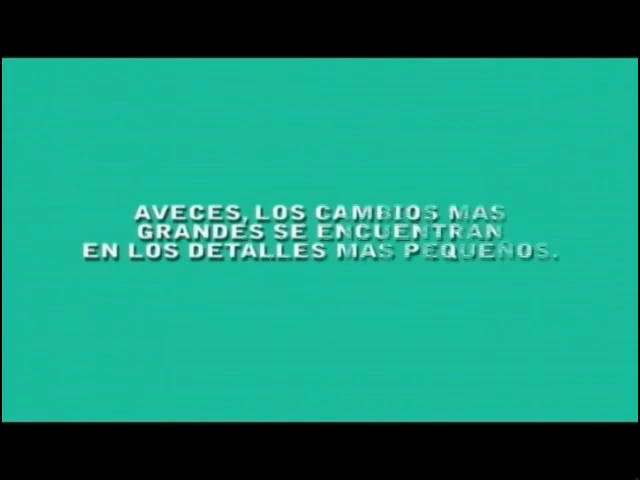 AVECES, LOS CAMBIOS MAS
GRANDES SE ENCUENTRAN
EN LOS DETALLES MAS PEQUEÑOS.